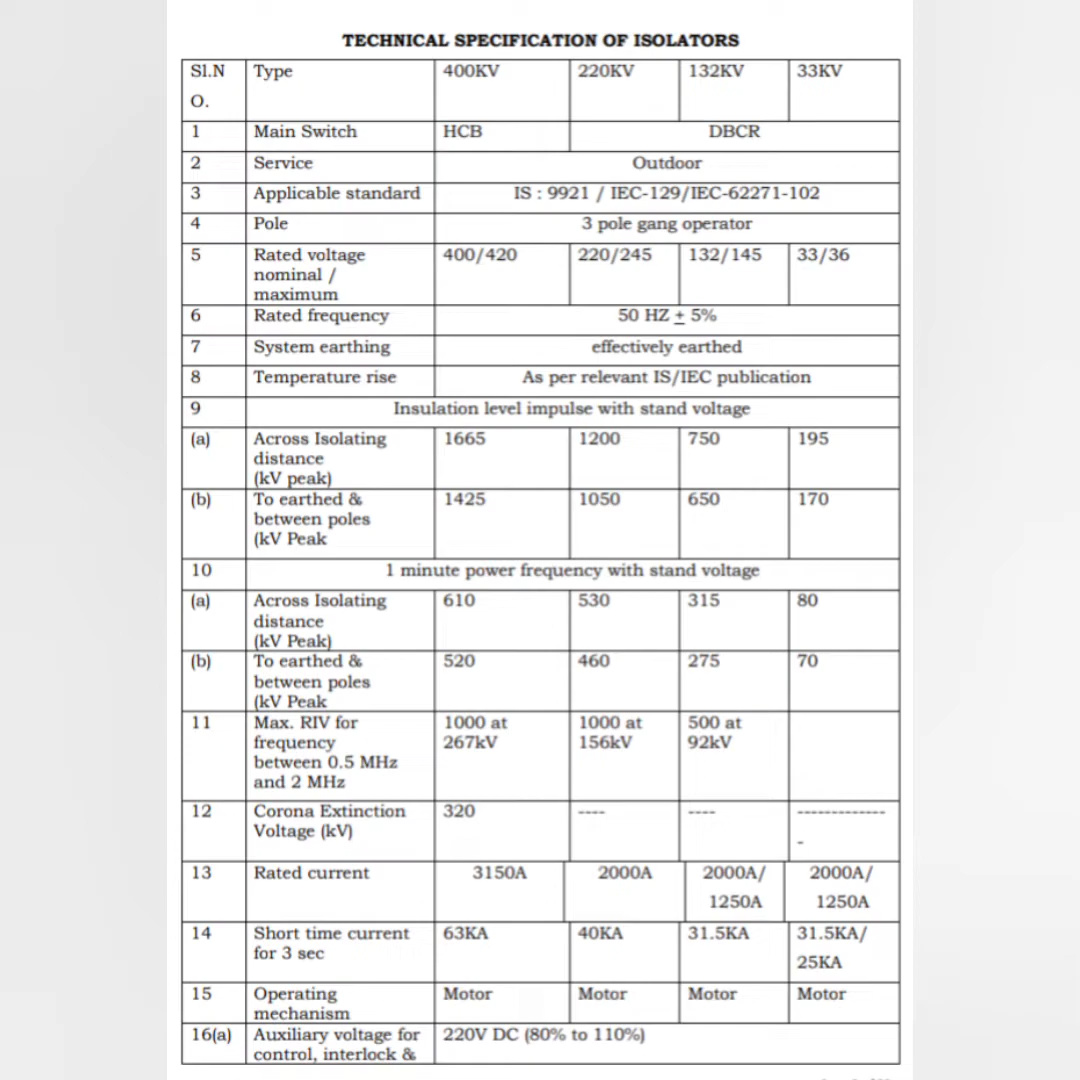 TECHNICAL SPECIFICATION OF ISOLATORS
Sl.N
O. Type 400KV 220KV 132KV 33KV
1 Main Switch HCB DBCR
2 Service Outdoor
3 Applicable standard IS : 9921 / IEC-129/IEC-62271-102
4 Pole 3 pole gang operator
5 Rated voltage 400/420 220/245 132/145 33/36
nominal /
maximum
6 Rated frequency 50 HZ ± 5%
7 System earthing effectively earthed
8 Temperature rise As per relevant IS/IEC publication
9 Insulation level impulse with stand voltage
(a) Across Isolating 1665 1200 750 195
distance
(kV peak)
(b) To earthed & 1425 1050 650 170
between poles
(kV Peak
10 1 minute power frequency with stand voltage
(a) Across Isolating 610 530 315 80
distance
(kV Peak)
(b) To earthed & 520 460 275 70
between poles
(kV Peak
11 Max. RIV for 1000 at 1000 at 500 at
frequency 267kV 156kV 92kV
between 0.5 MHz
and 2 MHz
12 Corona Extinction 320 ---- ---- -------------
Voltage (kV) -
13 Rated current 3150A 2000A 2000A/ 2000A/
1250A 1250A
14 Short time current 63KA 40KA 31.5KA 31.5KA/
for 3 sec 25KA
15 Operating Motor Motor Motor Motor
mechanism
16(a) Auxiliary voltage for 220V DC (80% to 110%)
control, interlock &